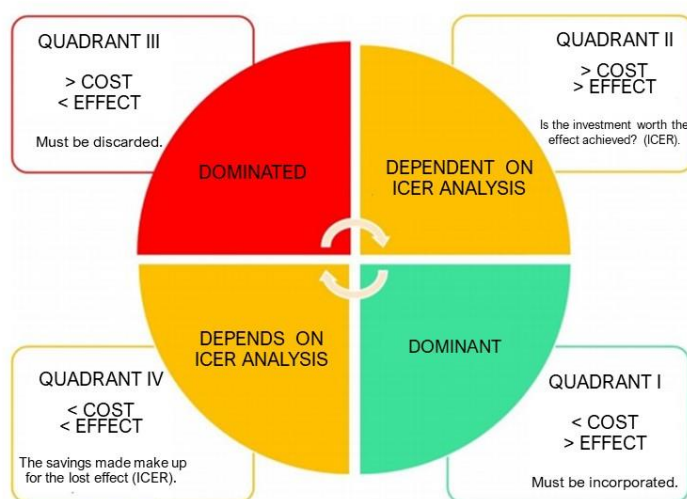 QUADRANT III
> COST
< EFFECT
Must be discarded.
QUADRANT II
> COST
> EFFECT
Is the investment worth the
effect achieved? (ICER).
DOMINATED
DEPENDENT ON
ICER ANALYSIS
DEPENDS ON
ICER ANALYSIS
DOMINANT
QUADRANT IV
< COST
< EFFECT
The savings made make up
for the lost effect (ICER).
QUADRANT I
< COST
> EFFECT
Must be incorporated.